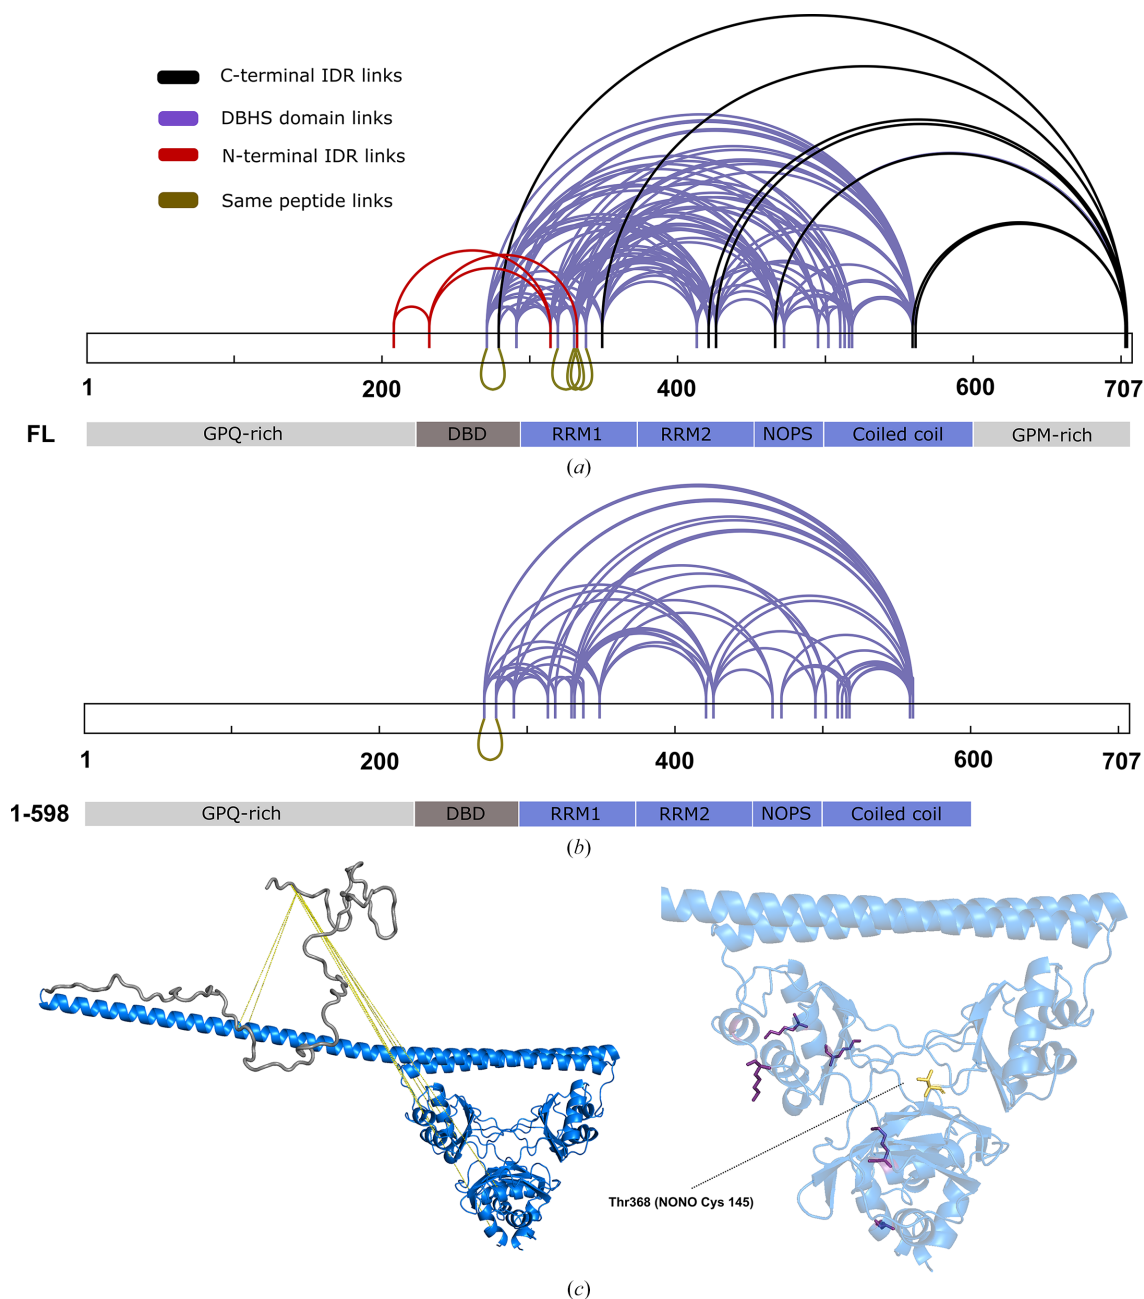 C-terminal IDR links
DBHS domain links
N-terminal IDR links
Same peptide links
1 200 400 600 707
FL GPQ-rich DBD RRM1 RRM2 NOPS Coiled coil GPM-rich
(a)
1 200 400 600 707
1-598 GPQ-rich DBD RRM1 RRM2 NOPS Coiled coil
(b)
Thr368 (NONO Cys 145)
(c)